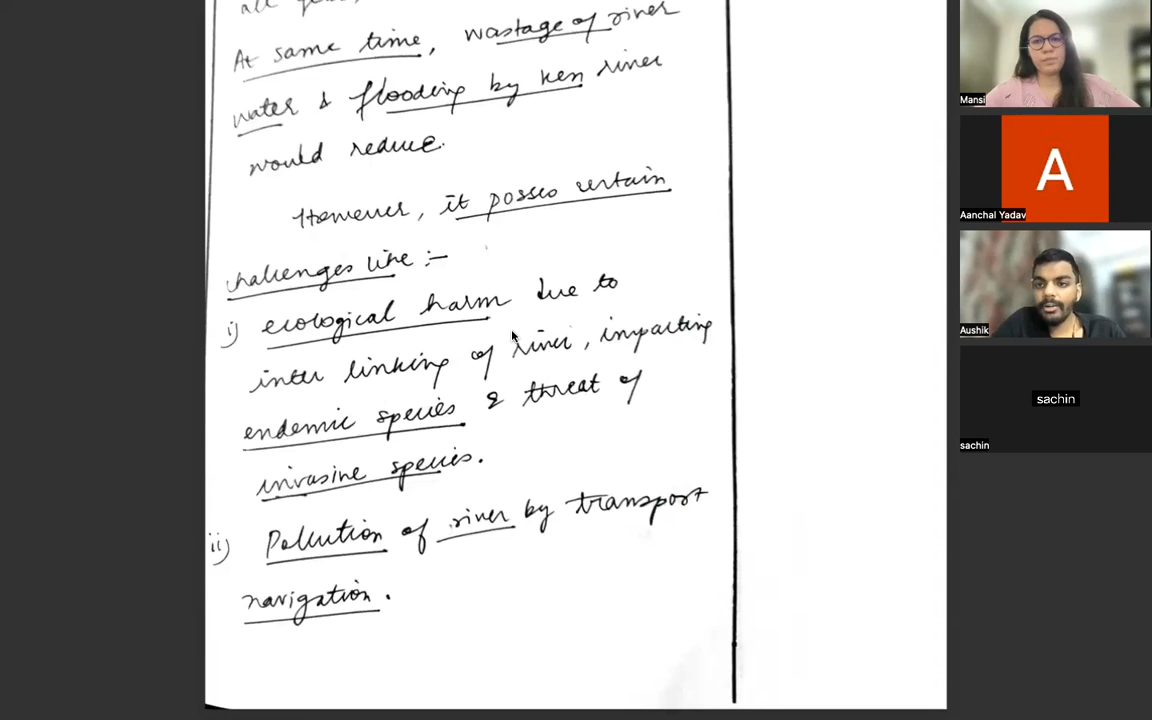 all
At same time, wastage of river
water & flooding by ken river
would reduce.
However, it posses certain
challenges like :-
i) ecological harm due to
inter linking of river, impacting
endemic species & threat of
invasine species.
ii) Pollution of river by transport
navigation.
Mansi
A
Aanchal Yadav
Aushik
sachin
sachin